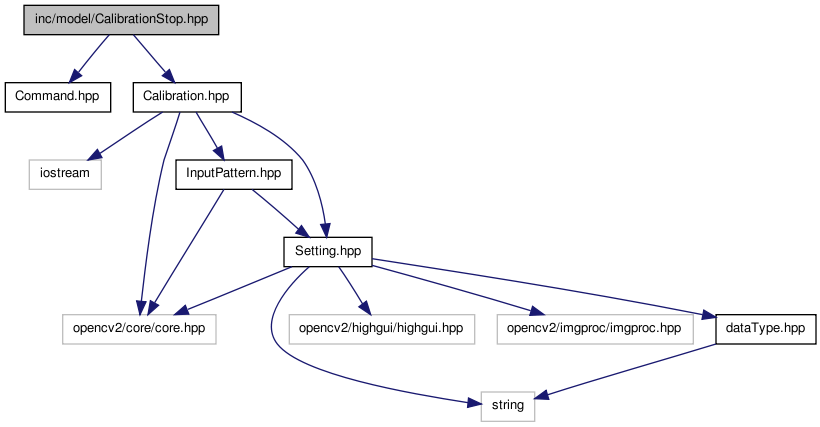 inc/model/CalibrationStop.hpp
Command.hpp
Calibration.hpp
iostream
InputPattern.hpp
Setting.hpp
opencv2/core/core.hpp
opencv2/highgui/highgui.hpp
opencv2/imgproc/imgproc.hpp
dataType.hpp
string